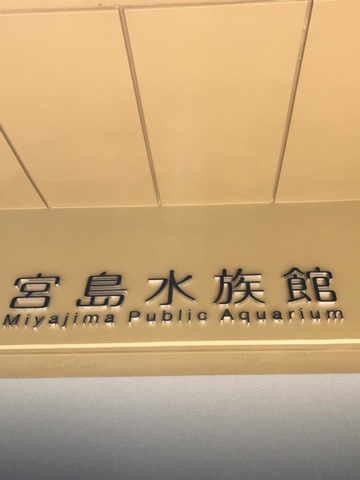 宮島水族館
Miyajima Public Aquarium